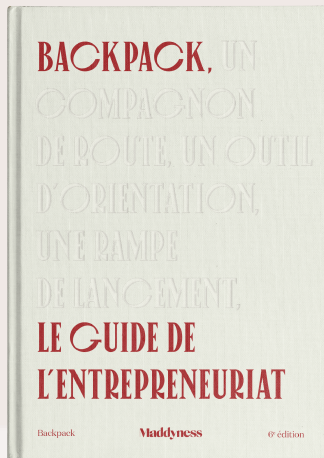 BACKPACK, UN
COMPAGNON
DE ROUTE, UN OUTIL
D'ORIENTATION,
UNE RAMPE
DE LANCEMENT,
LE GUIDE DE
L'ENTREPRENEURIAT
Backpack Maddyness 6e édition